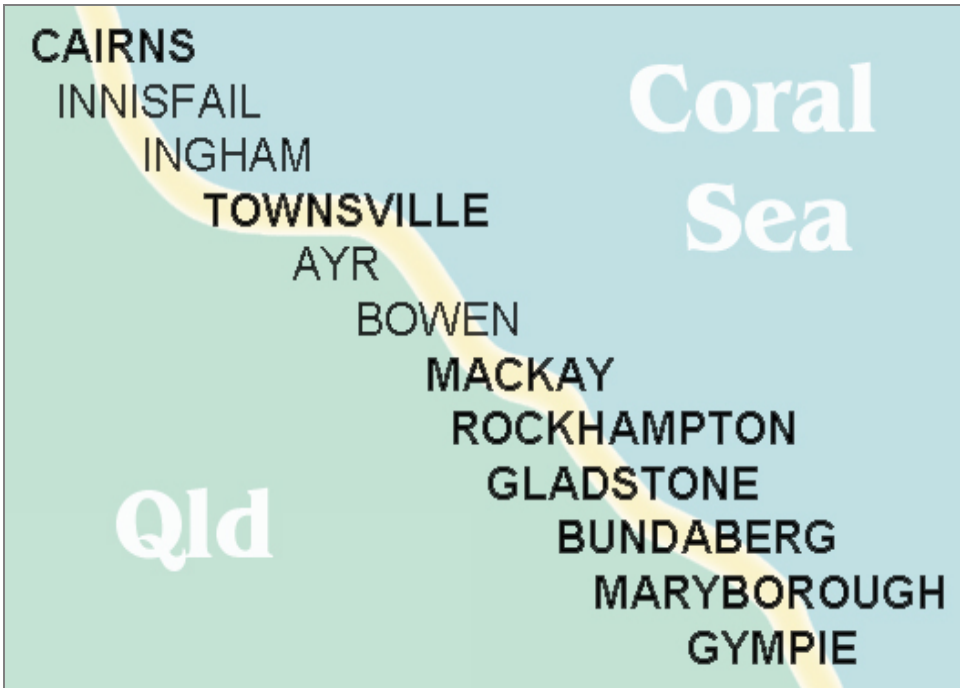 CAIRNS
INNISFAIL
INGHAM
TOWNSVILLE
AYR
BOWEN
MACKAY
ROCKHAMPTON
GLADSTONE
BUNDABERG
MARYBOROUGH
GYMPIE
Coral
Sea
Qld